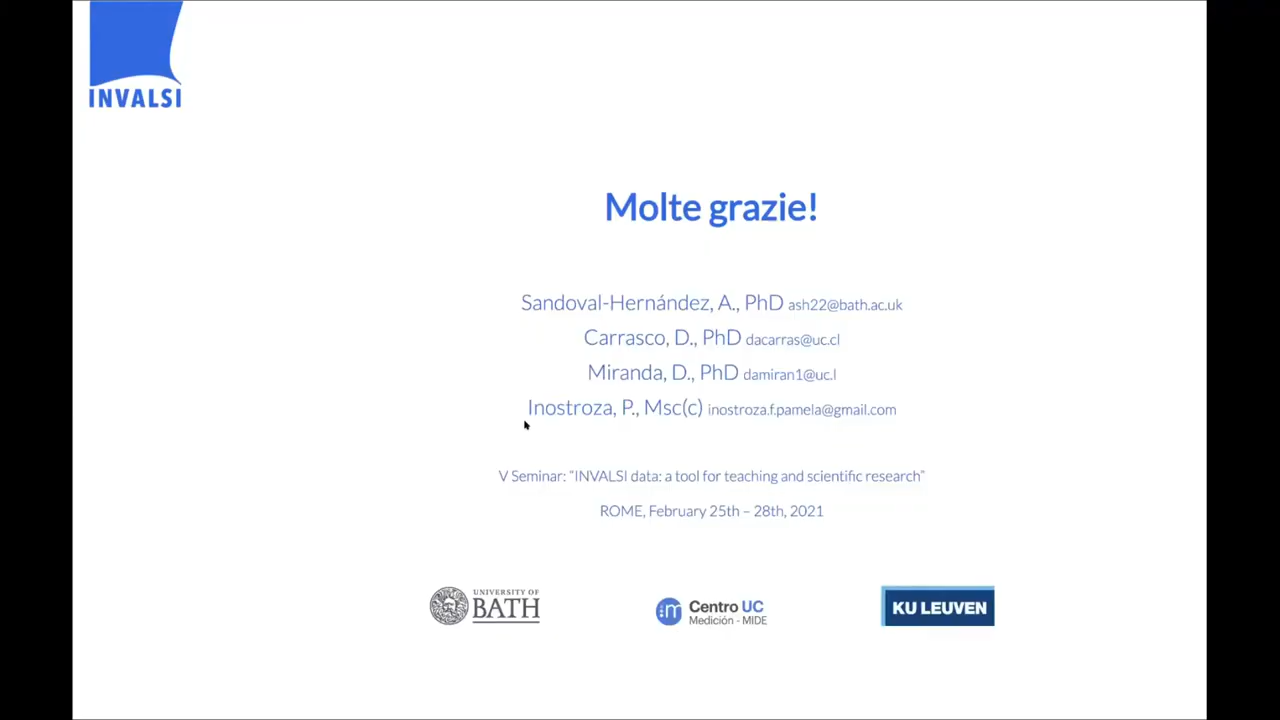 INVALSI
Molte grazie!
Sandoval-Hernández, A., PhD ash22@bath.ac.uk
Carrasco, D., PhD dacarras@uc.cl
Miranda, D., PhD damiran1@uc.l
Inostroza, P., Msc(c) inostroza.f.pamela@gmail.com
V Seminar: "INVALSI data: a tool for teaching and scientific research"
ROME, February 25th – 28th, 2021
UNIVERSITY OF
BATH
m
Centro UC
Medición - MIDE
KU LEUVEN